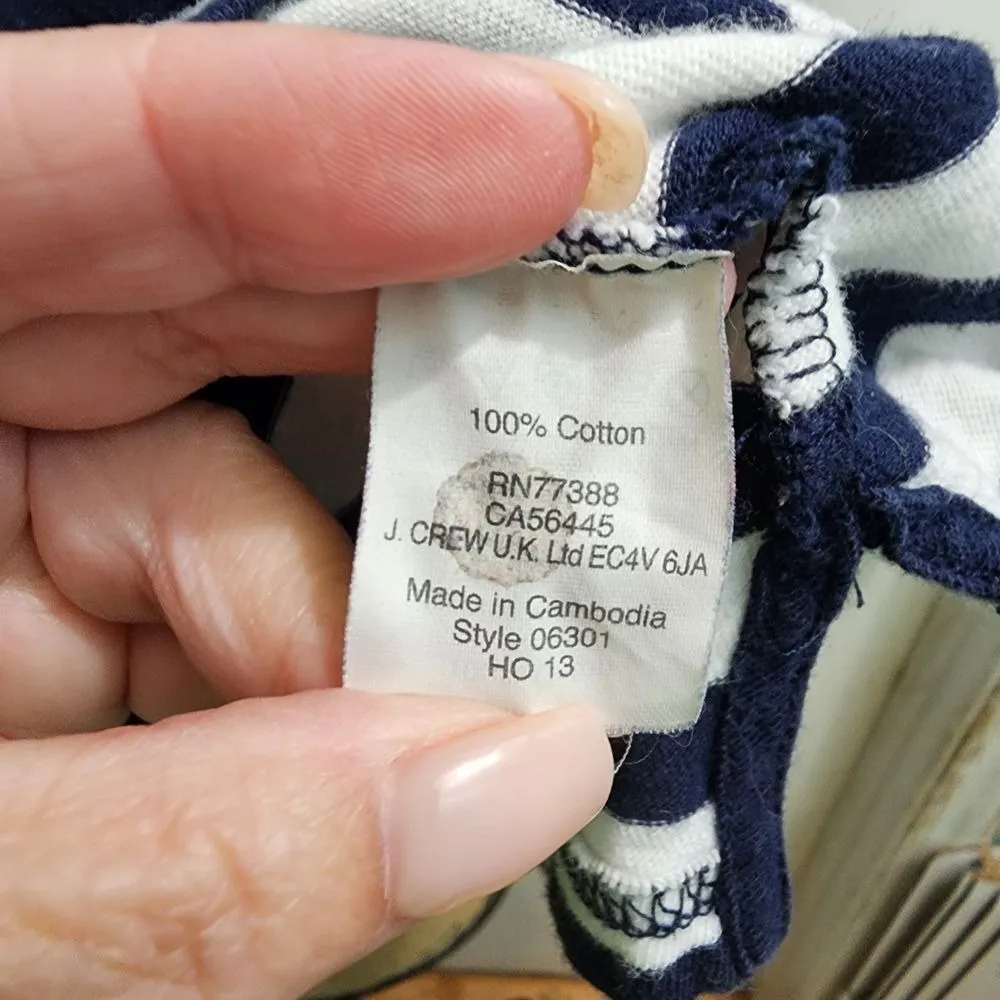 100% Cotton
RN77388
CA56445
J. CREW U.K. Ltd EC4V 6JA
Made in Cambodia
Style 06301
HO 13